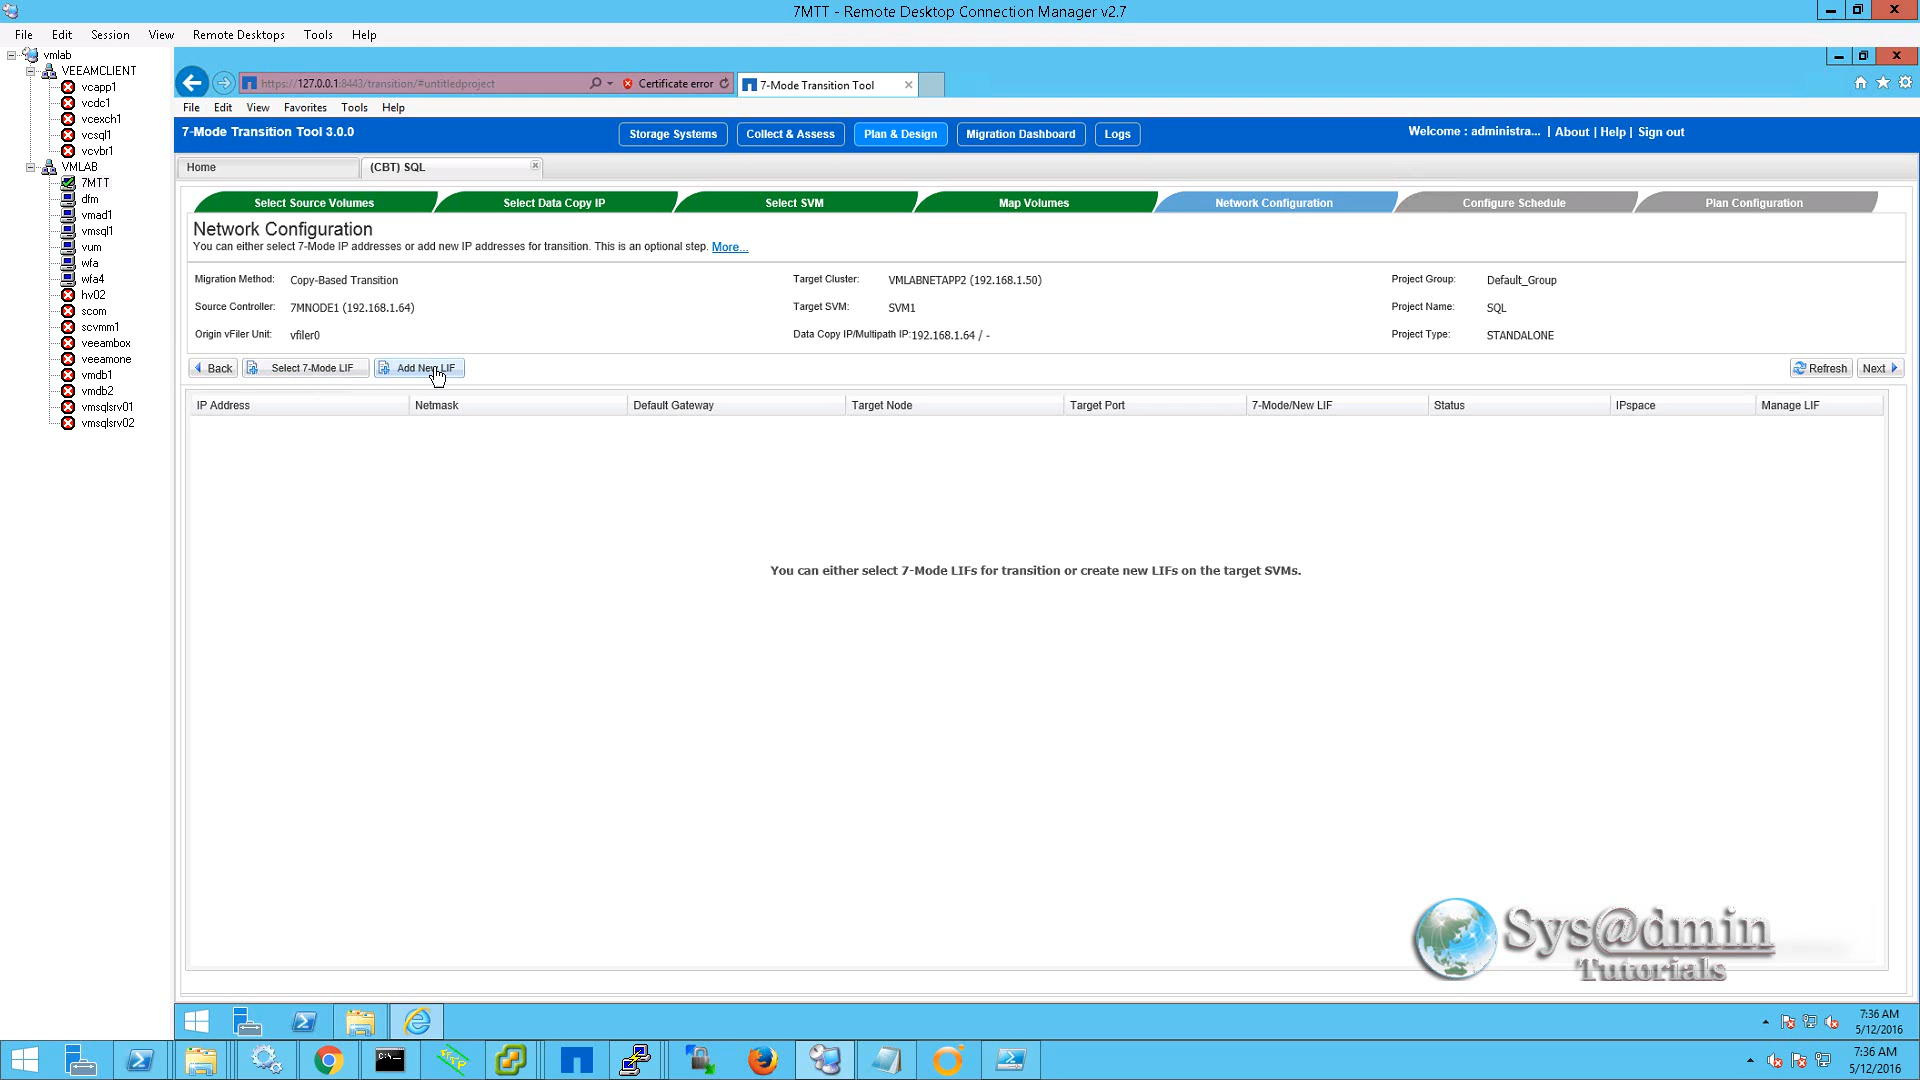 7MTT - Remote Desktop Connection Manager v2.7
File Edit Session View Remote Desktops Tools Help
vmlab
VEEAMCLIENT
vcapp1
vcdc1
vcexch1
vcsql1
vcvbr1
VMLAB
7MTT
dfm
vmad1
vmsql1
vum
wfa
wfa4
hv02
scom
scvmm1
veeambox
veeamone
vmdb1
vmdb2
vmsqlsrv01
vmsqlsrv02
https://127.0.0.1:8443/transition/#untitledproject Certificate error 7-Mode Transition Tool
File Edit View Favorites Tools Help
7-Mode Transition Tool 3.0.0 Storage Systems Collect & Assess Plan & Design Migration Dashboard Logs Welcome : administra... | About | Help | Sign out
Home (CBT) SQL
Select Source Volumes Select Data Copy IP Select SVM Map Volumes Network Configuration Configure Schedule Plan Configuration
Network Configuration
You can either select 7-Mode IP addresses or add new IP addresses for transition. This is an optional step. More...
Migration Method: Copy-Based Transition Target Cluster: VMLABNETAPP2 (192.168.1.50) Project Group: Default_Group
Source Controller: 7MNODE1 (192.168.1.64) Target SVM: SVM1 Project Name: SQL
Origin vFiler Unit: vfiler0 Data Copy IP/Multipath IP:192.168.1.64 / - Project Type: STANDALONE
Back Select 7-Mode LIF Add New LIF Refresh Next
IP Address Netmask Default Gateway Target Node Target Port 7-Mode/New LIF Status IPspace Manage LIF
You can either select 7-Mode LIFs for transition or create new LIFs on the target SVMs.
Sys@dmin
Tutorials
7:36 AM
5/12/2016
7:36 AM
5/12/2016